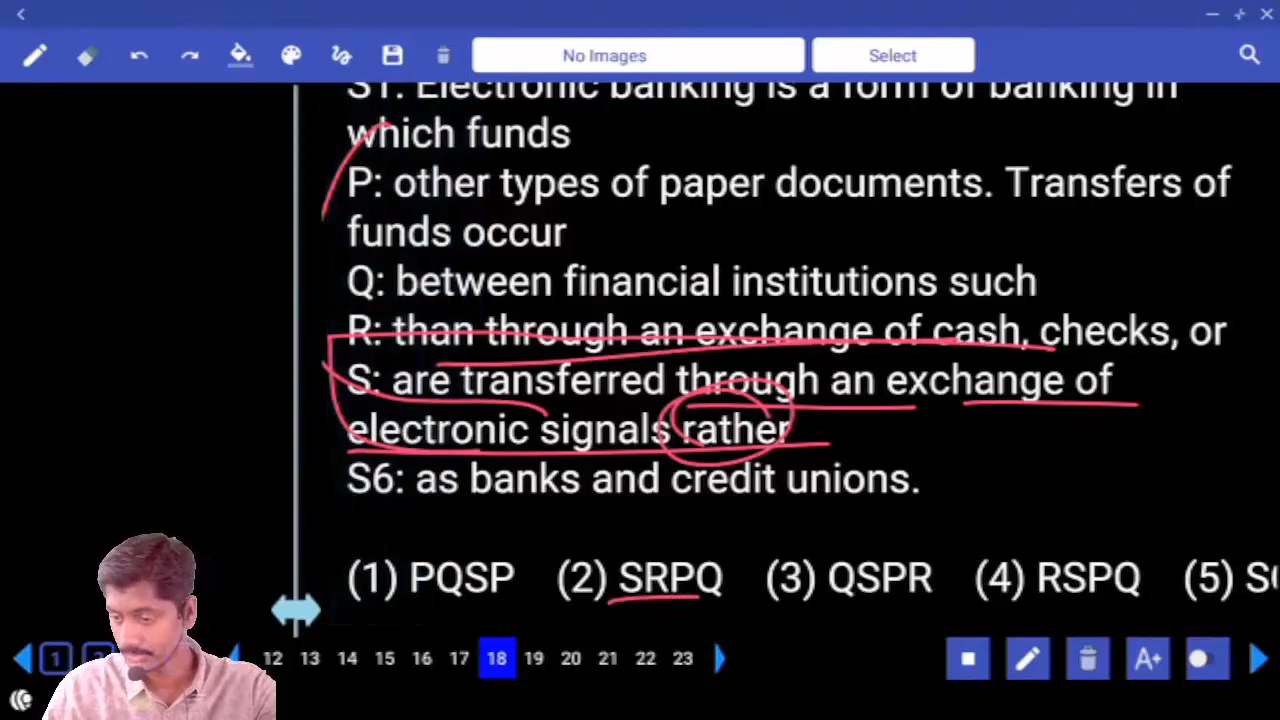 No Images
Select
S1: Electronic banking is a form of banking in
which funds
P: other types of paper documents. Transfers of
funds occur
Q: between financial institutions such
R: than through an exchange of cash, checks, or
S: are transferred through an exchange of
electronic signals rather
S6: as banks and credit unions.
(1) PQSP (2) SRPQ (3) QSPR (4) RSPQ (5)
1 12 13 14 15 16 17 18 19 20 21 22 23 A+